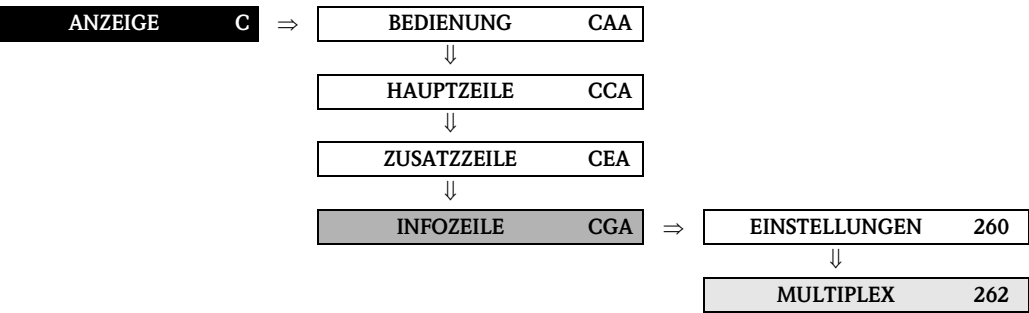 ANZEIGE C ⇒ BEDIENUNG CAA
⇓
HAUPTZEILE CCA
⇓
ZUSATZZEILE CEA
⇓
INFOZEILE CGA ⇒ EINSTELLUNGEN 260
⇓
MULTIPLEX 262